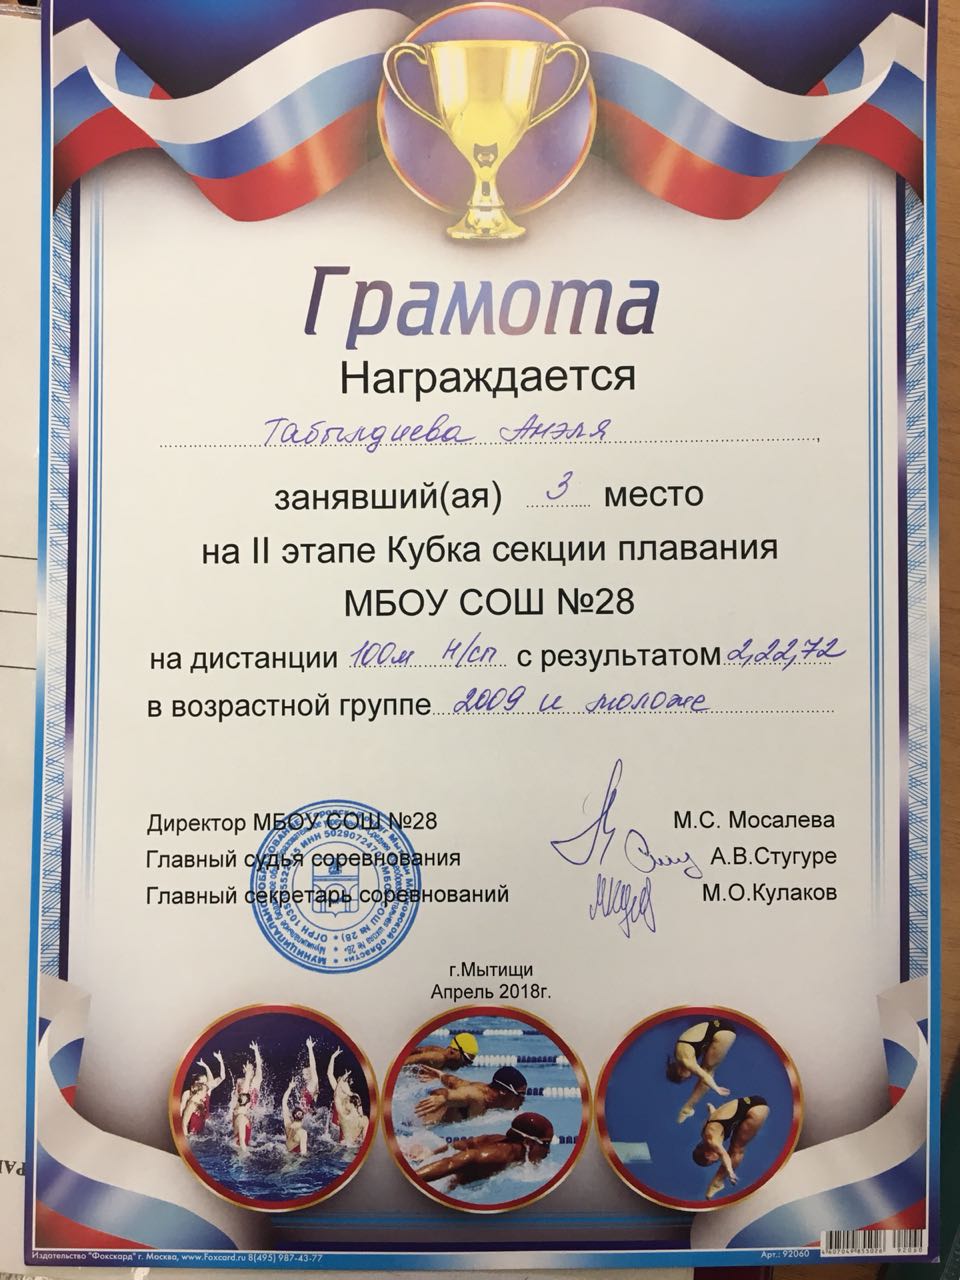 Грамота
Награждается
Табылдиева Анэля,
занявший(ая) 3 место
на II этапе Кубка секции плавания
МБОУ СОШ №28
на дистанции 100м н/сп с результатом 2,22,72
в возрастной группе 2009 и моложе
Директор МБОУ СОШ №28 М.С. Мосалева
Главный судья соревнования А.В.Стугуре
Главный секретарь соревнований М.О.Кулаков
г.Мытищи
Апрель 2018г.
Издательство "Фокскард" г. Москва, www.Foxcard.ru 8(495) 987-43-77
Арт.: 92060